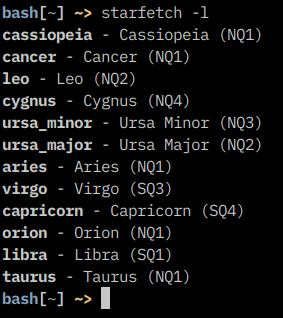 bash[~] ~> starfetch -l
cassiopeia - Cassiopeia (NQ1)
cancer - Cancer (NQ1)
leo - Leo (NQ2)
cygnus - Cygnus (NQ4)
ursa_minor - Ursa Minor (NQ3)
ursa_major - Ursa Major (NQ2)
aries - Aries (NQ1)
virgo - Virgo (SQ3)
capricorn - Capricorn (SQ4)
orion - Orion (NQ1)
libra - Libra (SQ1)
taurus - Taurus (NQ1)
bash[~] ~>